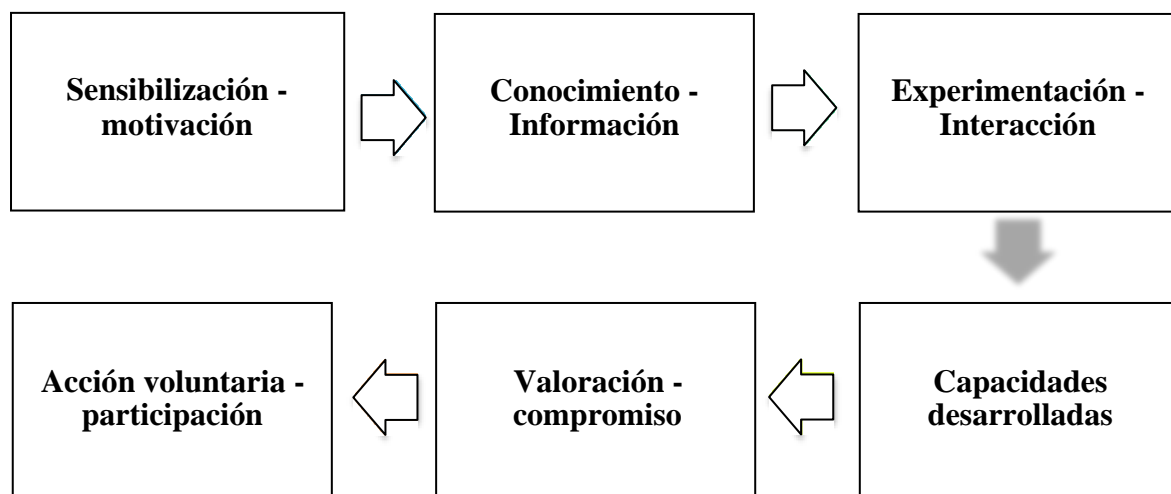 Sensibilización -
motivación
Conocimiento -
Información
Experimentación -
Interacción
Capacidades
desarrolladas
Valoración -
compromiso
Acción voluntaria -
participación